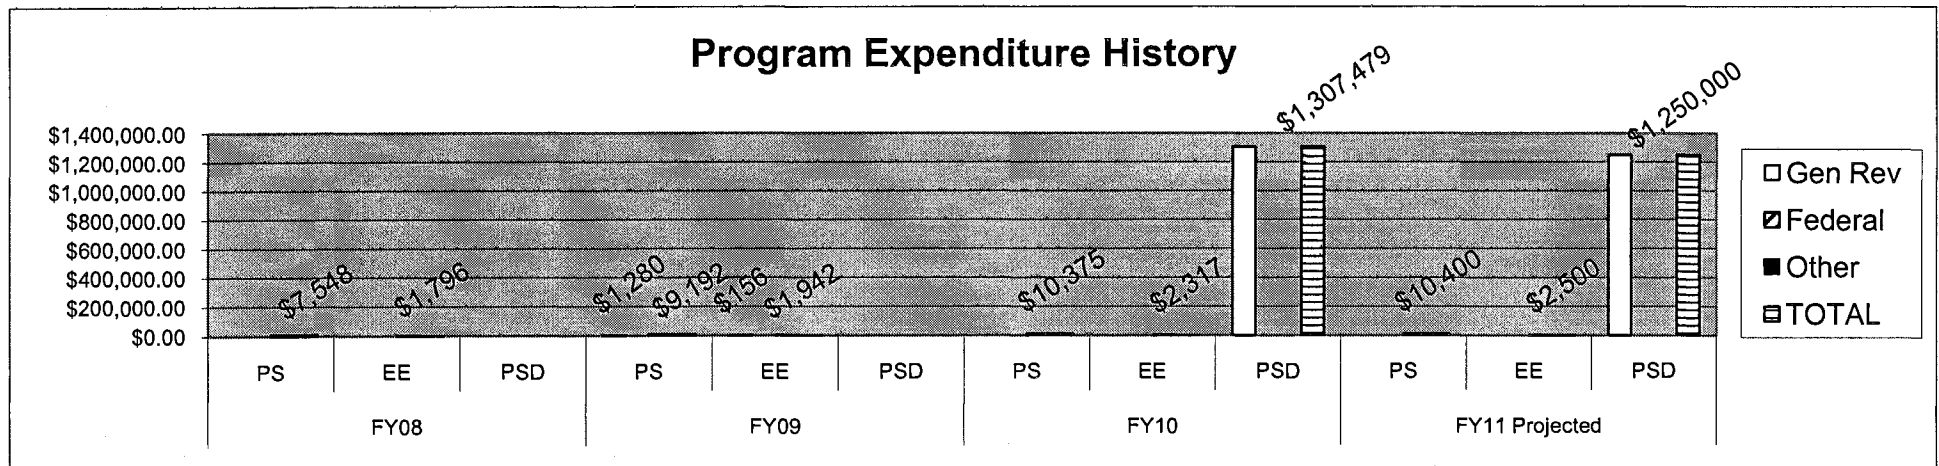 Program Expenditure History
$1,400,000.00
$1,200,000.00
$1,000,000.00
$800,000.00
$600,000.00
$400,000.00
$200,000.00
$0.00
$7,548
$1,796
$1,280
$9,192
$156
$1,942
$10,375
$2,317
$1,307,479
$10,400
$2,500
$1,250,000
PS EE PSD PS EE PSD PS EE PSD PS EE PSD
FY08 FY09 FY10 FY11 Projected
Gen Rev
Federal
Other
TOTAL